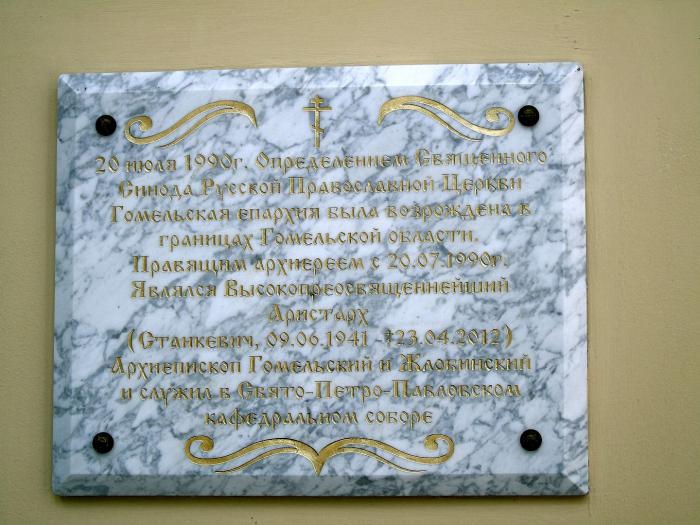 20 июля 1990г. Определением Священного
Синода Русской Православной Церкви
Гомельская епархия была возрождена в
границах Гомельской области.
Правящим архиереем с 20.07.1990г.
Являлся Высокопреосвященнейший
Аристарх
(Станкевич, 09.06.1941 -†23.04.2012)
Архиепископ Гомельский и Жлобинский
и служил в Свято-Петро-Павловском
кафедральном соборе